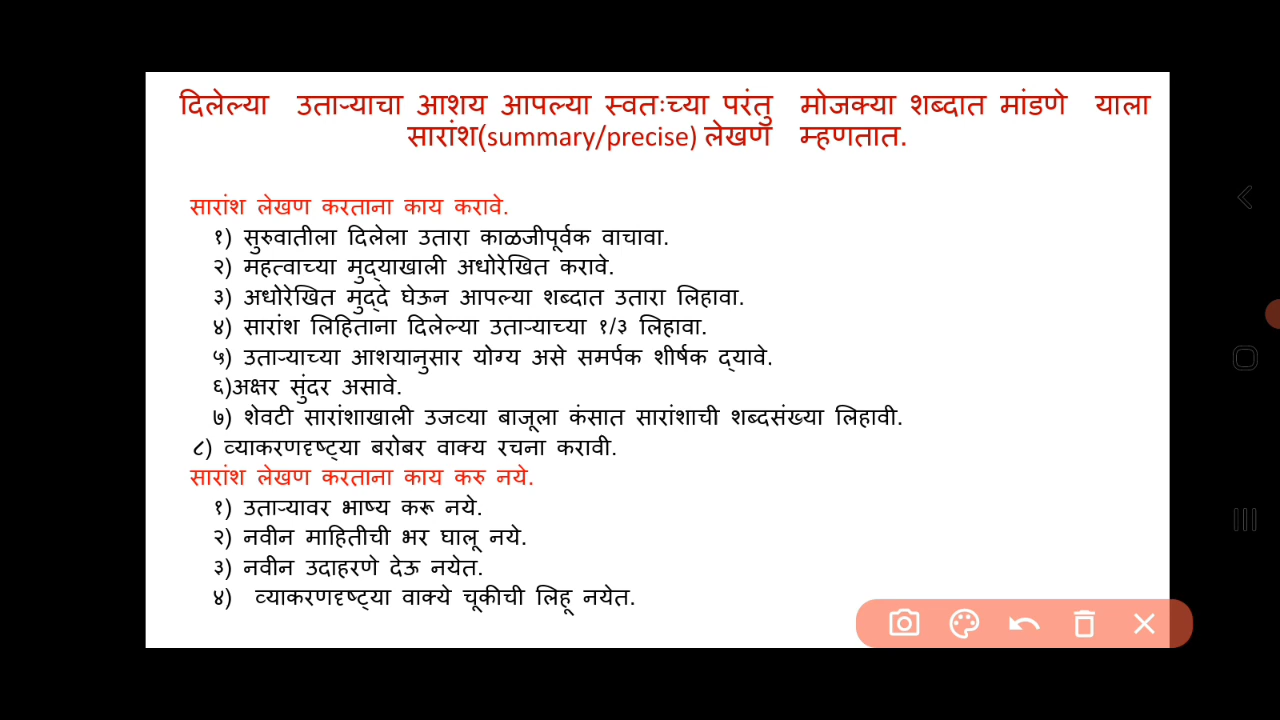 दिलेल्या उताऱ्याचा आशय आपल्या स्वतःच्या परंतु मोजक्या शब्दात मांडणे याला
सारांश(summary/precise) लेखण म्हणतात.
सारांश लेखण करताना काय करावे.
१) सुरुवातीला दिलेला उतारा काळजीपूर्वक वाचावा.
२) महत्वाच्या मुद्याखाली अधोरेखित करावे.
३) अधोरेखित मुद्दे घेऊन आपल्या शब्दात उतारा लिहावा.
४) सारांश लिहिताना दिलेल्या उताऱ्याच्या १/३ लिहावा.
५) उताऱ्याच्या आशयानुसार योग्य असे समर्पक शीर्षक द्यावे.
६)अक्षर सुंदर असावे.
७) शेवटी सारांशाखाली उजव्या बाजूला कंसात सारांशाची शब्दसंख्या लिहावी.
८) व्याकरणदृष्ट्या बरोबर वाक्य रचना करावी.
सारांश लेखण करताना काय करु नये.
१) उताऱ्यावर भाष्य करू नये.
२) नवीन माहितीची भर घालू नये.
३) नवीन उदाहरणे देऊ नयेत.
४) व्याकरणदृष्ट्या वाक्ये चूकीची लिहू नयेत.